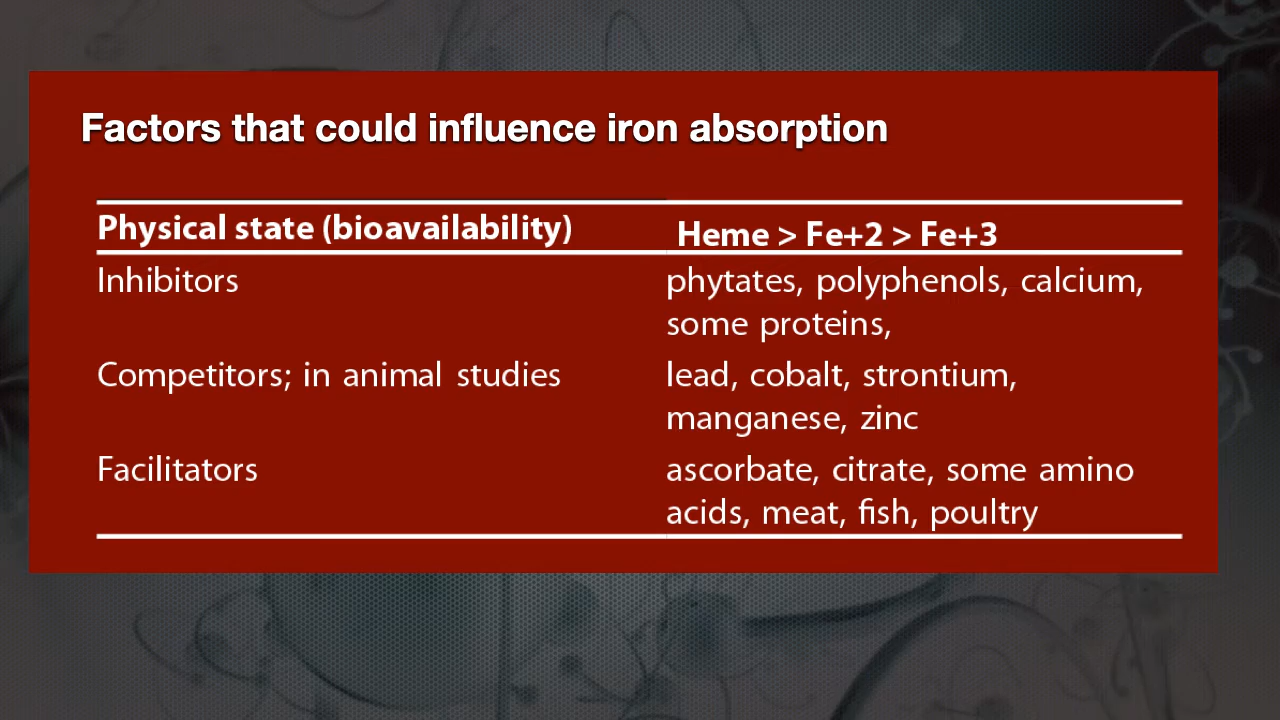 Factors that could influence iron absorption
Physical state (bioavailability) Heme > Fe+2 > Fe+3
Inhibitors phytates, polyphenols, calcium,
some proteins,
Competitors; in animal studies lead, cobalt, strontium,
manganese, zinc
Facilitators ascorbate, citrate, some amino
acids, meat, fish, poultry